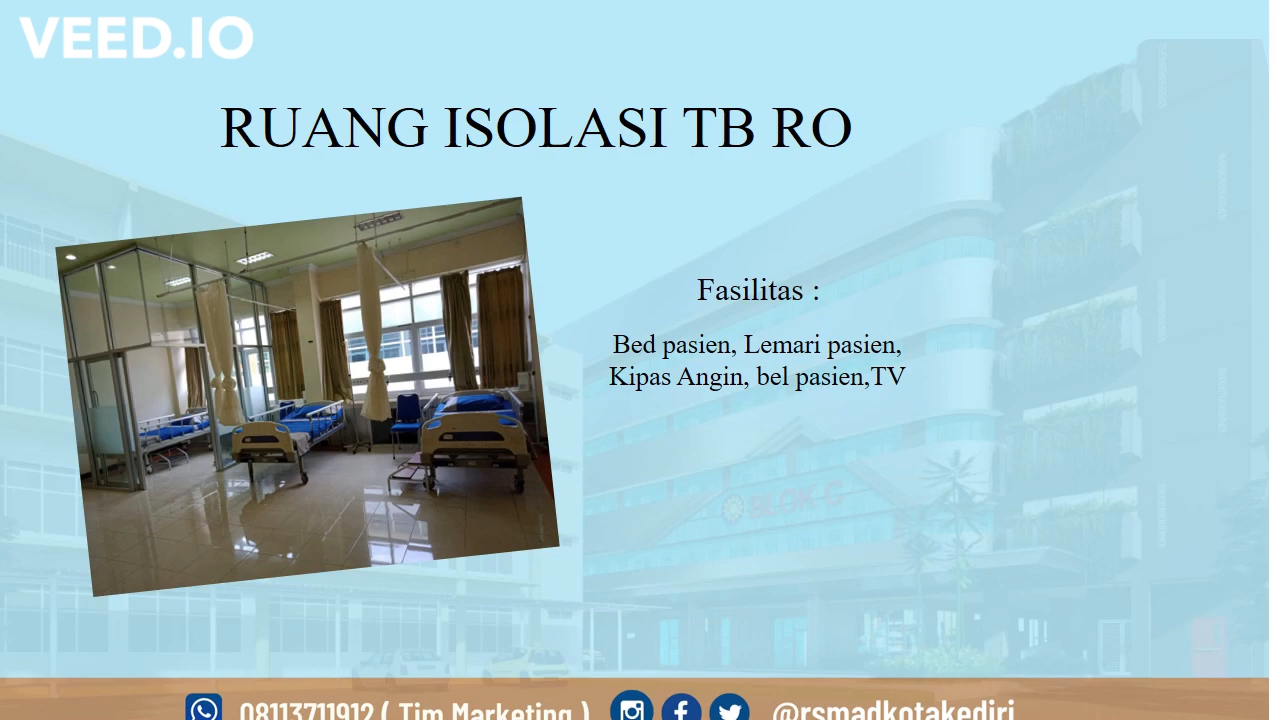 VEED.IO
RUANG ISOLASI TB RO
Fasilitas :
Bed pasien, Lemari pasien,
Kipas Angin, bel pasien,TV
BLOK C
08113711912 ( Tim Marketing )
@rsmadkotakediri